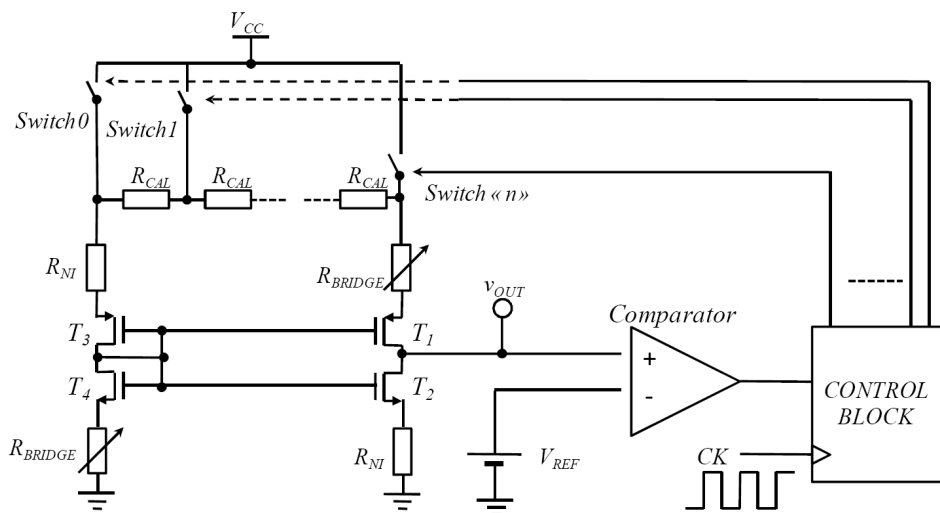 V_CC
Switch0
Switch1
R_CAL
R_CAL
R_CAL
Switch « n»
R_NI
R_BRIDGE
v_OUT
Comparator
T_3
T_1
+
-
T_4
T_2
CONTROL
BLOCK
R_BRIDGE
R_NI
V_REF
CK